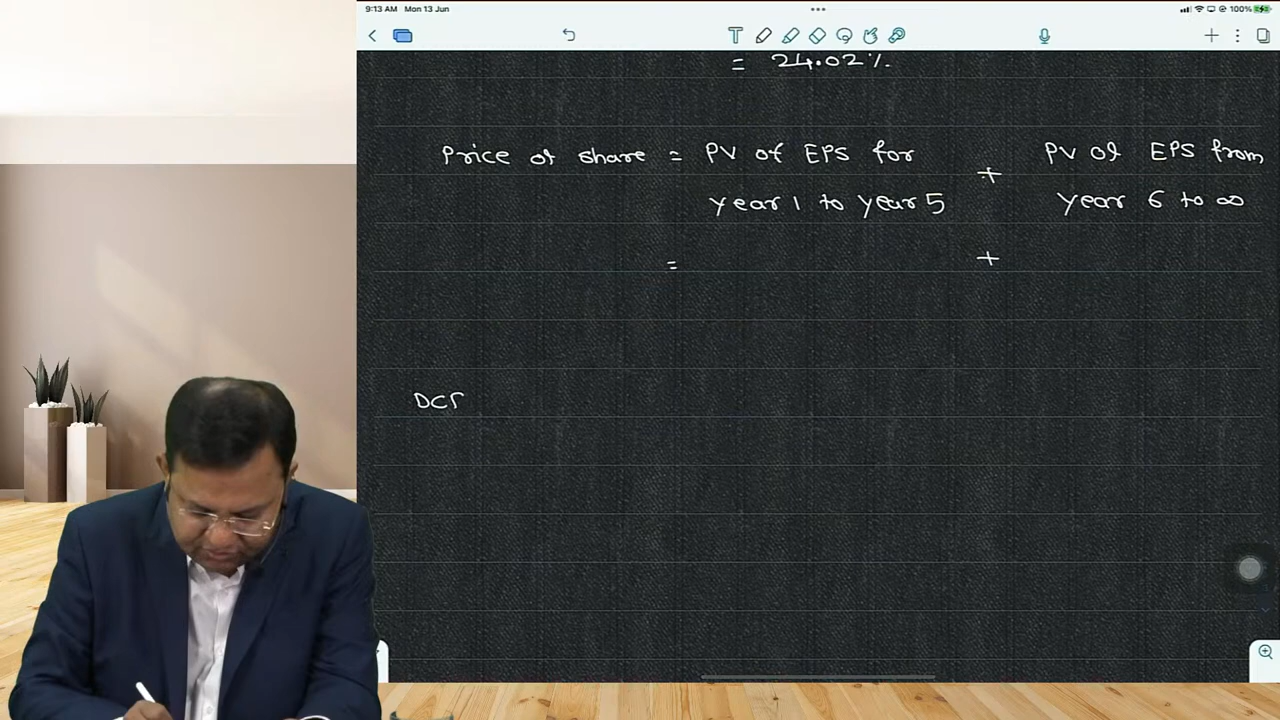 9:13 AM Mon 13 Jun
100%
= 24.02%
Price of share = PV of EPS for + PV of EPS from
year 1 to year 5 year 6 to ∞
= +
DCF